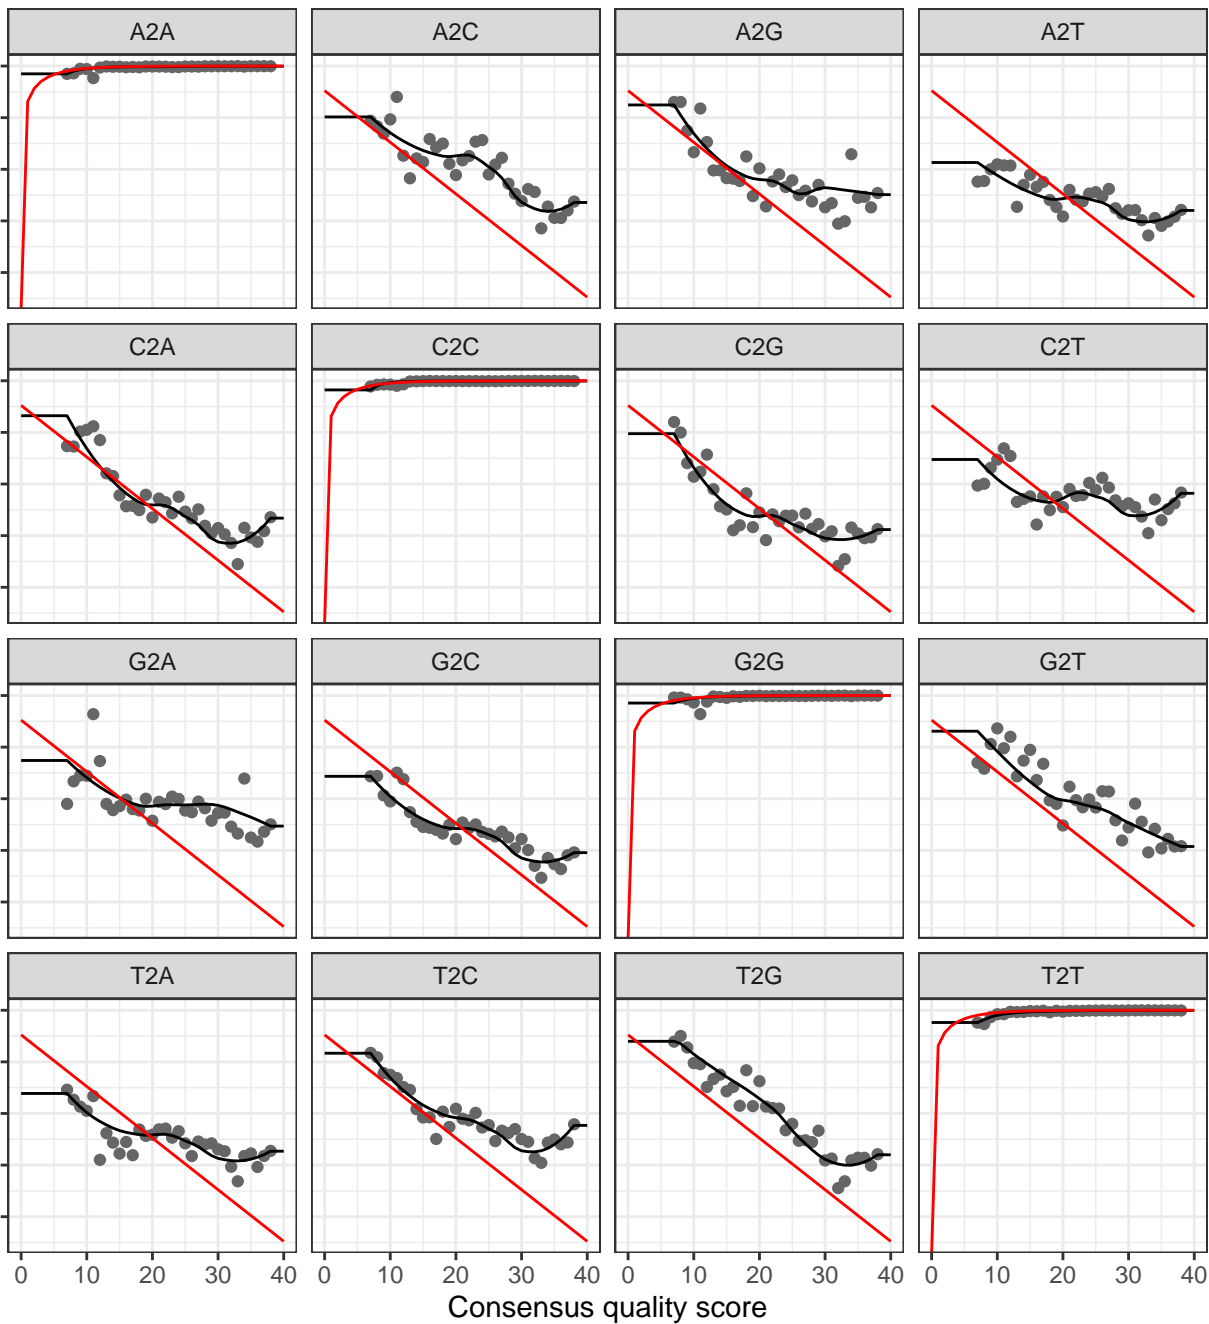 A2A A2C A2G A2T
C2A C2C C2G C2T
G2A G2C G2G G2T
T2A T2C T2G T2T
0 10 20 30 40 0 10 20 30 40 0 10 20 30 40 0 10 20 30 40
Consensus quality score